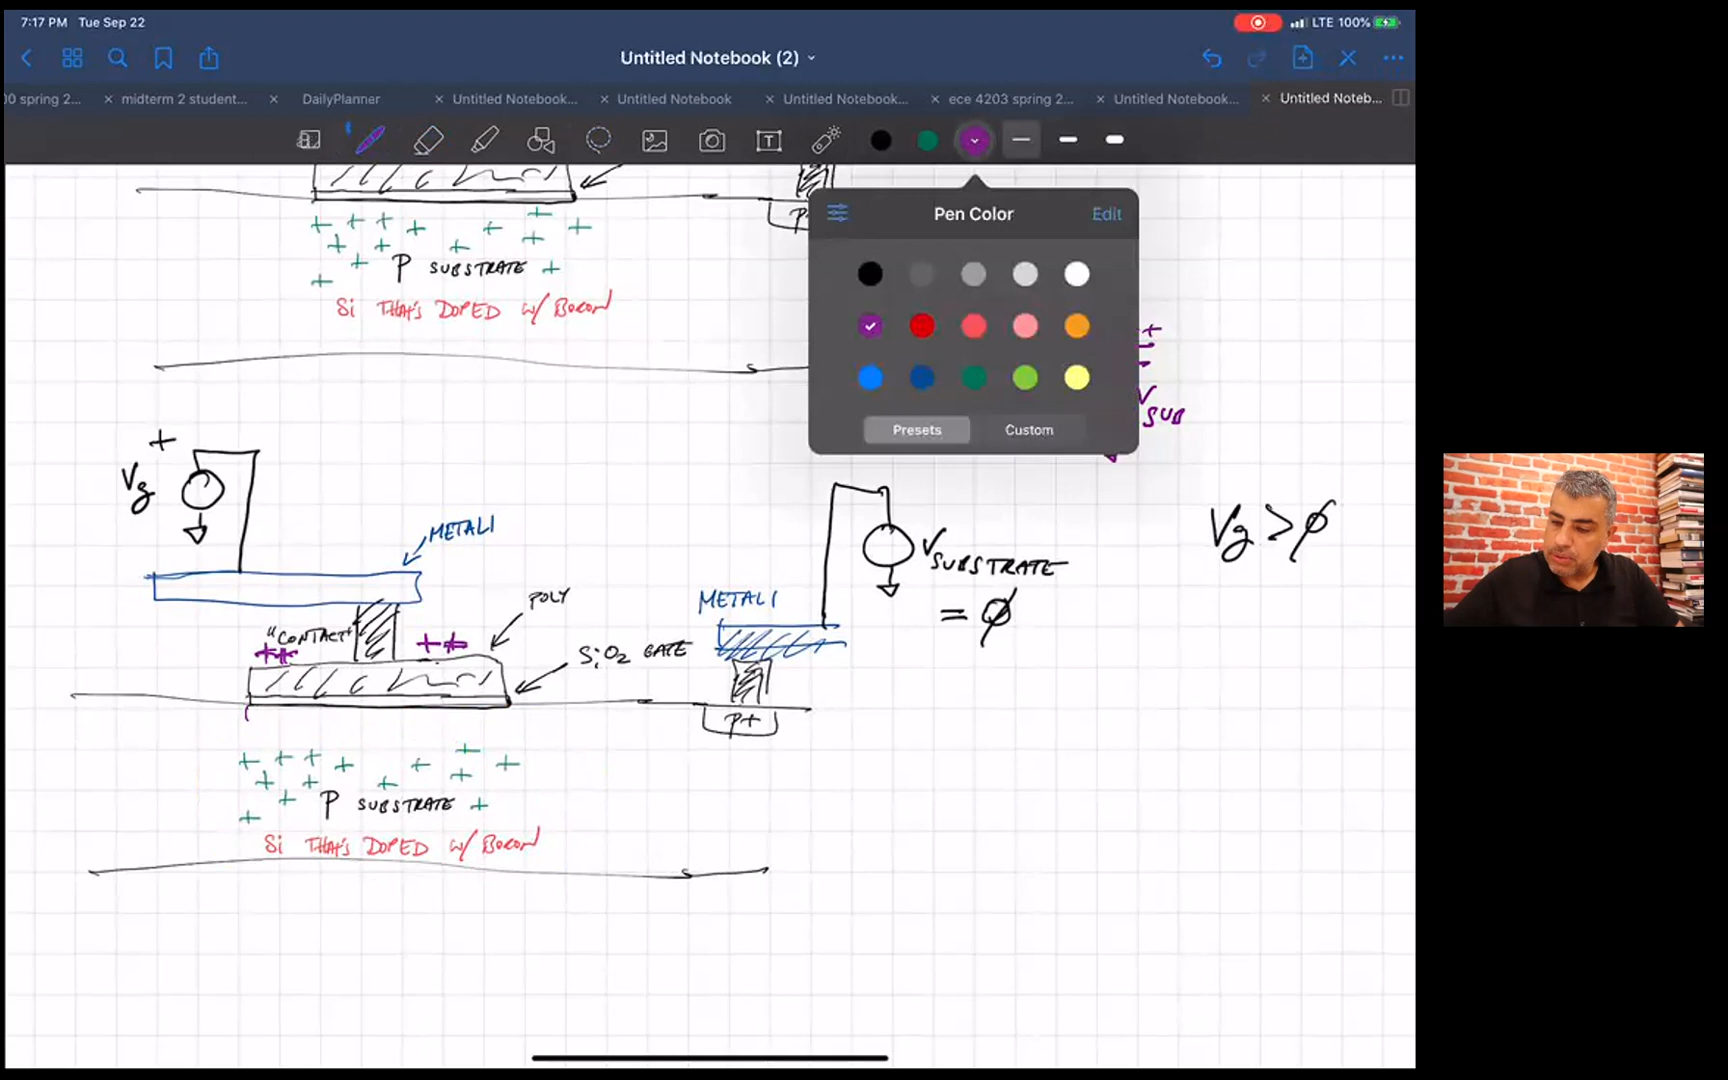 7:17 PM Tue Sep 22
LTE 100%
Untitled Notebook (2)
00 spring 2...
midterm 2 student...
DailyPlanner
Untitled Notebook...
Untitled Notebook
Untitled Notebook...
ece 4203 spring 2...
Untitled Notebook...
Untitled Noteb...
T
Pen Color
Edit
Presets
Custom
+ + + + + + + + + + + +
P SUBSTRATE
Si THAT'S DOPED w/ BORON
+
-
V SUB
+
Vg
METAL1
VSUBSTRATE
= ∅
Vg > ∅
POLY
METAL1
"CONTACT"
++ ++
SiO2 GATE
P+
+ + + + + + + + + + + + +
P SUBSTRATE
Si THAT'S DOPED w/ BORON